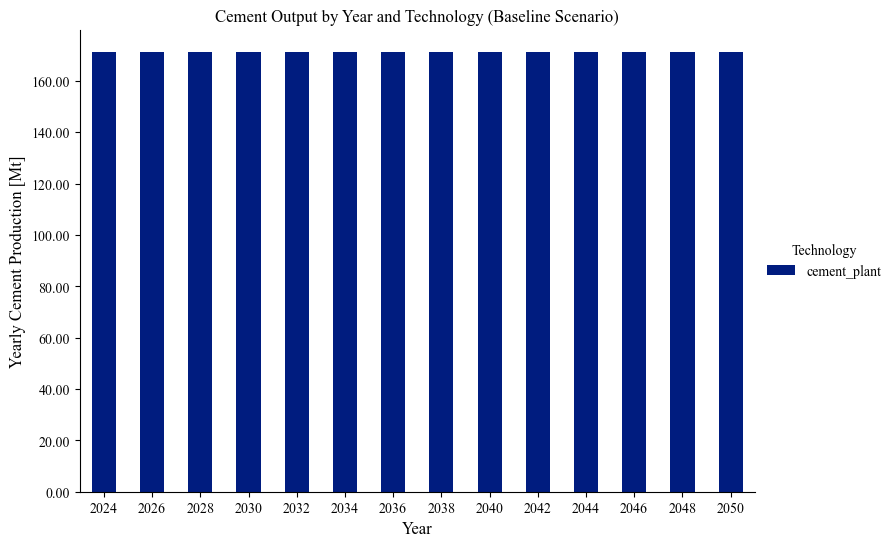 Cement Output by Year and Technology (Baseline Scenario)
Yearly Cement Production [Mt]
160.00
140.00
120.00
100.00
80.00
60.00
40.00
20.00
0.00
2024 2026 2028 2030 2032 2034 2036 2038 2040 2042 2044 2046 2048 2050
Year
Technology
cement_plant